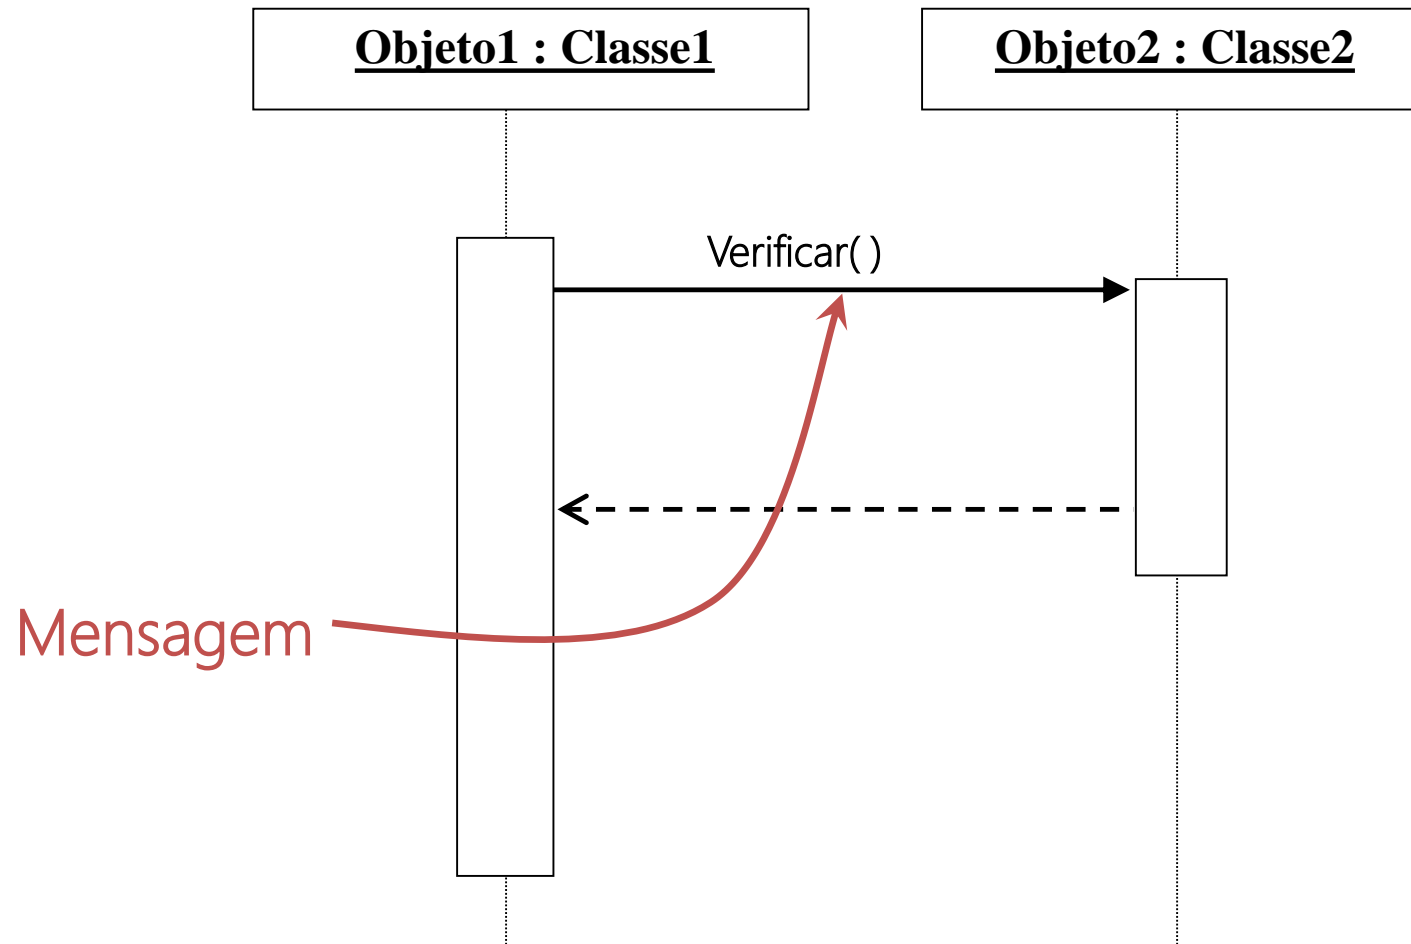 Objeto1 : Classe1
Objeto2 : Classe2
Verificar( )
Mensagem